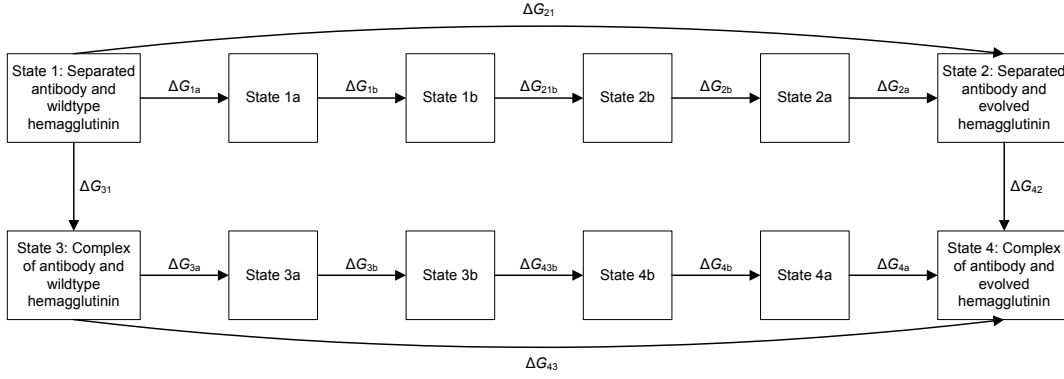 ΔG21
State 1: Separated
antibody and
wildtype
hemagglutinin
ΔG1a
State 1a
ΔG1b
State 1b
ΔG21b
State 2b
ΔG2b
State 2a
ΔG2a
State 2: Separated
antibody and
evolved
hemagglutinin
ΔG31
ΔG42
State 3: Complex
of antibody and
wildtype
hemagglutinin
ΔG3a
State 3a
ΔG3b
State 3b
ΔG43b
State 4b
ΔG4b
State 4a
ΔG4a
State 4: Complex
of antibody and
evolved
hemagglutinin
ΔG43